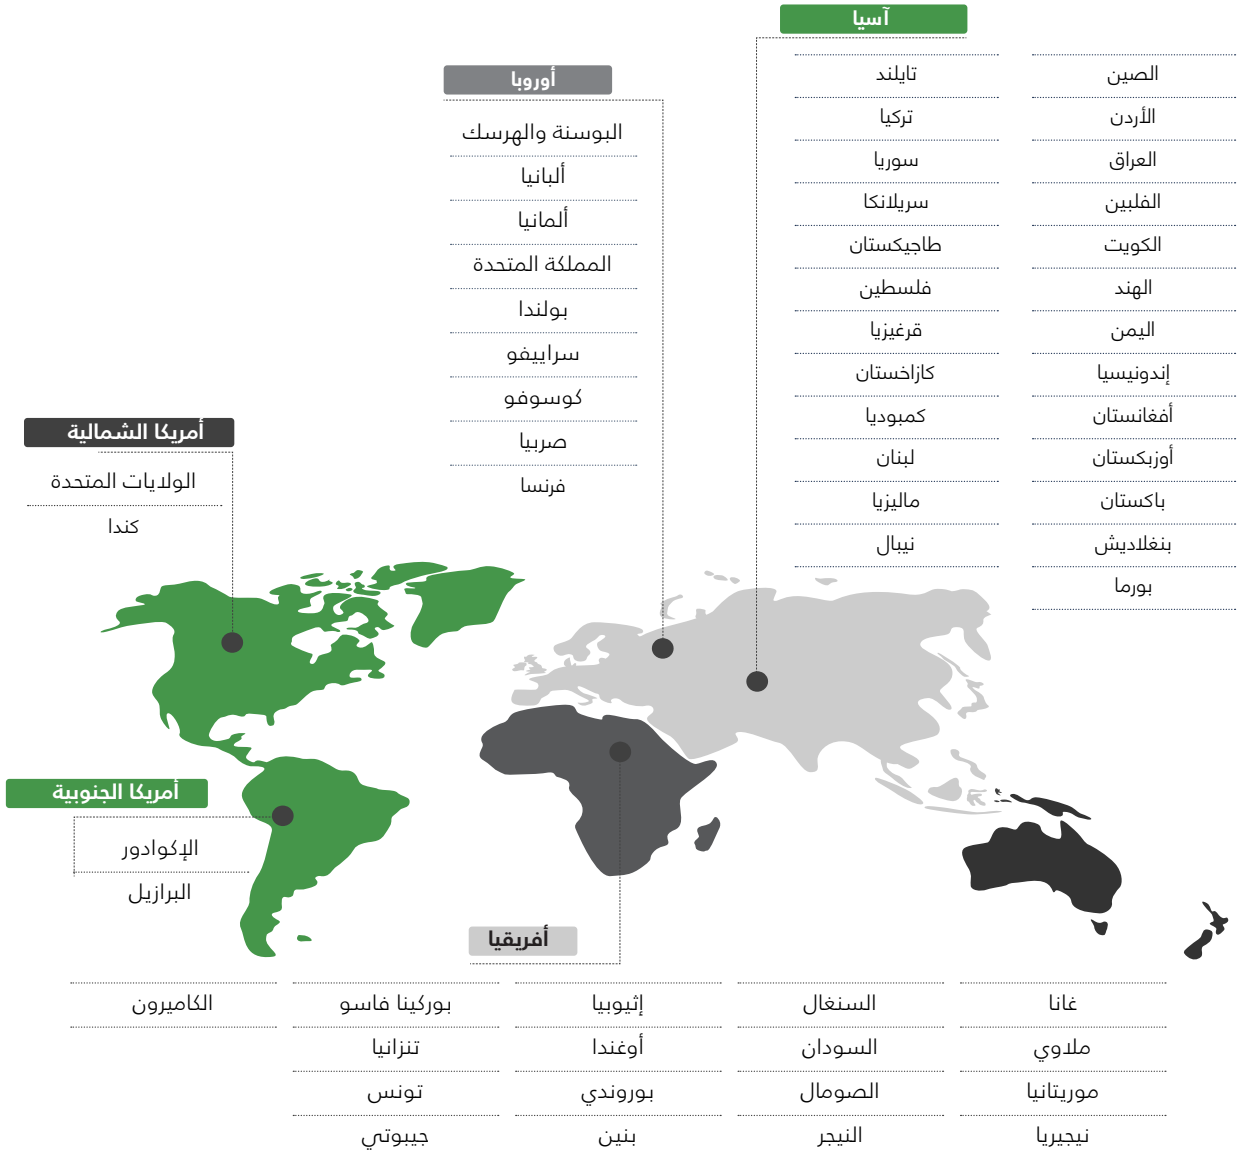 آسيا
الصين
الأردن
العراق
الفلبين
الكويت
الهند
اليمن
إندونيسيا
أفغانستان
أوزبكستان
باكستان
بنغلاديش
بورما
تايلند
تركيا
سوريا
سريلانكا
طاجيكستان
فلسطين
قرغيزيا
كازاخستان
كمبوديا
لبنان
ماليزيا
نيبال
أوروبا
البوسنة والهرسك
ألبانيا
ألمانيا
المملكة المتحدة
بولندا
سراييفو
كوسوفو
صربيا
فرنسا
أمريكا الشمالية
الولايات المتحدة
كندا
أمريكا الجنوبية
الإكوادور
البرازيل
أفريقيا
غانا
ملاوي
موريتانيا
نيجيريا
السنغال
السودان
الصومال
النيجر
إثيوبيا
أوغندا
بوروندي
بنين
بوركينا فاسو
تنزانيا
تونس
جيبوتي
الكاميرون